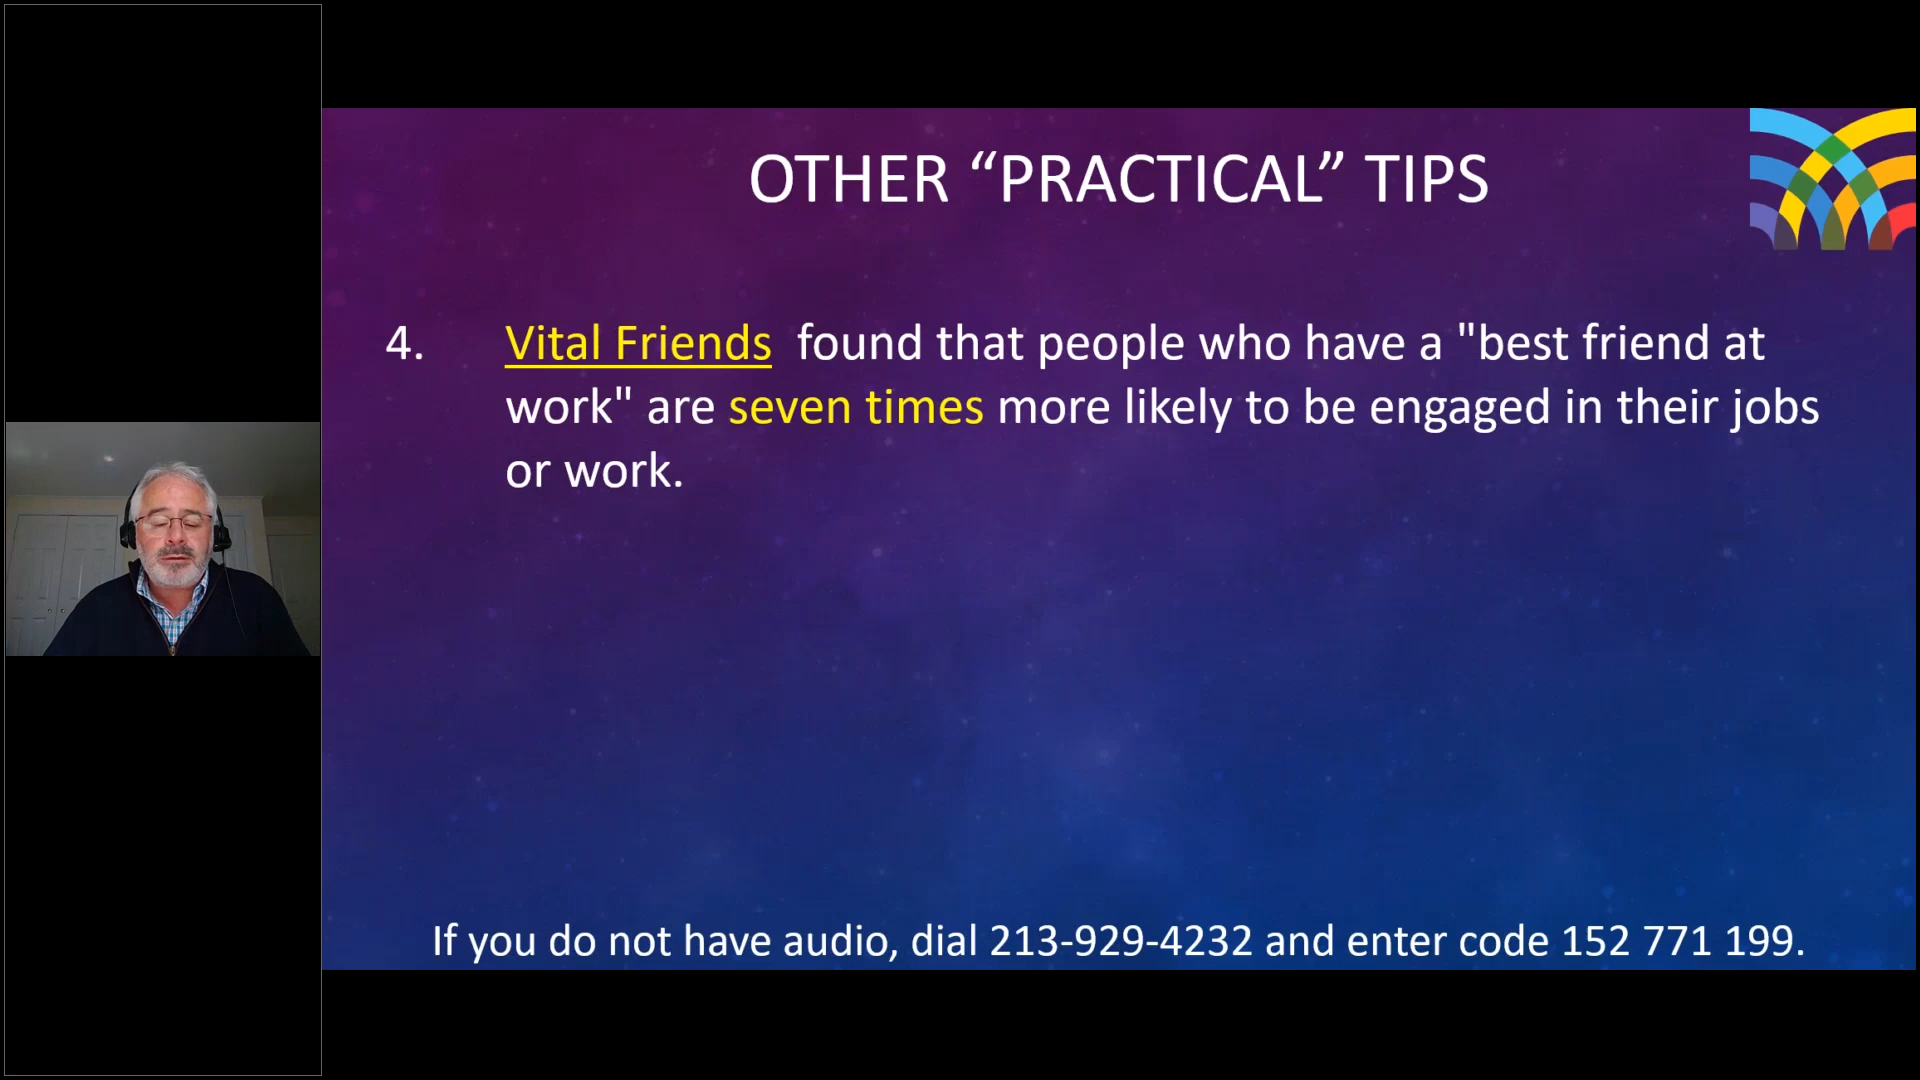 OTHER “PRACTICAL” TIPS
4. Vital Friends found that people who have a "best friend at
work" are seven times more likely to be engaged in their jobs
or work.
If you do not have audio, dial 213-929-4232 and enter code 152 771 199.